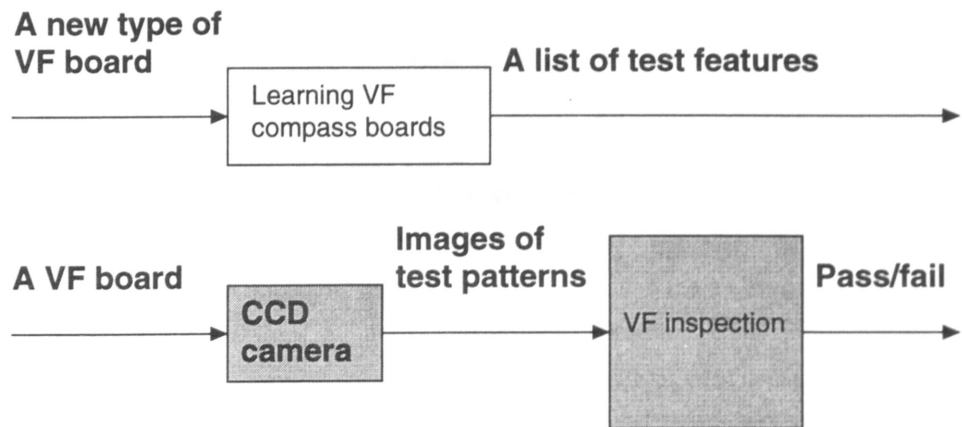 A new type of
VF board
Learning VF
compass boards
A list of test features
A VF board
CCD
camera
Images of
test patterns
VF inspection
Pass/fail